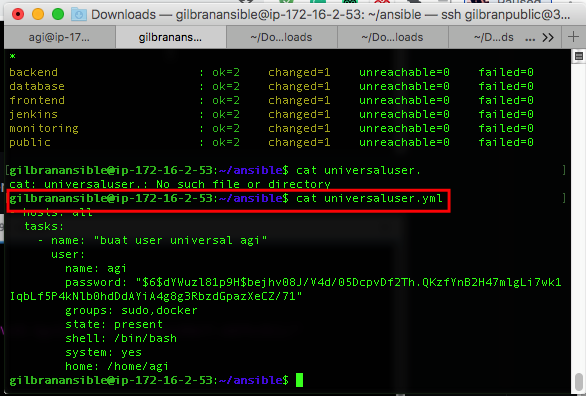 Downloads — gilbranansible@ip-172-16-2-53: ~/ansible — ssh gilbranpublic@3...
agi@ip-17... gilbranans... ~/Do...loads ~/Do...loads ~/D...ds ... >> +
*
backend : ok=2 changed=1 unreachable=0 failed=0
database : ok=2 changed=1 unreachable=0 failed=0
frontend : ok=2 changed=1 unreachable=0 failed=0
jenkins : ok=2 changed=1 unreachable=0 failed=0
monitoring : ok=2 changed=1 unreachable=0 failed=0
public : ok=2 changed=1 unreachable=0 failed=0
[gilbranansible@ip-172-16-2-53:~/ansible$ cat universaluser. ]
cat: universaluser.: No such file or directory
[gilbranansible@ip-172-16-2-53:~/ansible$ cat universaluser.yml ]
- hosts: all
tasks:
- name: "buat user universal agi"
user:
name: agi
password: "$6$dYWuzl81p9H$bejhv08J/V4d/05DcpvDf2Th.QKzfYnB2H47mlgLi7wk1
IqbLf5P4kNlb0hdDdAYiA4g8g3RbzdGpazXeCZ/71"
groups: sudo,docker
state: present
shell: /bin/bash
system: yes
home: /home/agi
gilbranansible@ip-172-16-2-53:~/ansible$